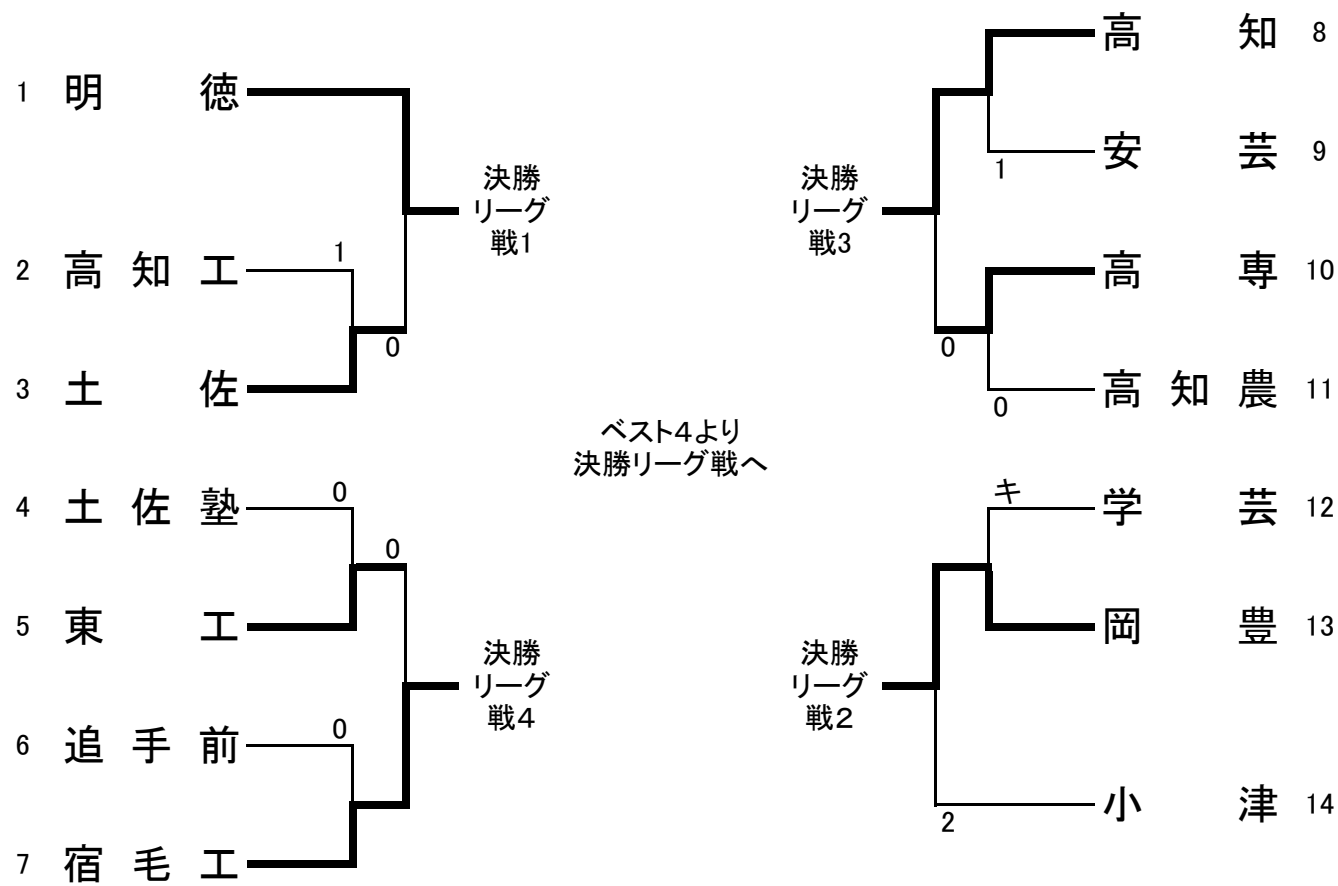 1 明徳
2 高知工
3 土佐
4 土佐塾
5 東工
6 追手前
7 宿毛工
1
0
0
0
0
決勝
リーグ
戦1
決勝
リーグ
戦4
ベスト4より
決勝リーグ戦へ
決勝
リーグ
戦3
決勝
リーグ
戦2
1
0
0
キ
2
高知 8
安芸 9
高専 10
高知農 11
学芸 12
岡豊 13
小津 14